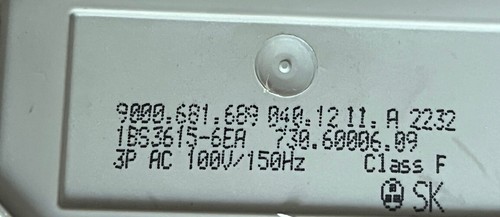 9000.681.689 040.12 11. A 2232
1BS3615-6EA 730.60006.09
3P AC 100V/150Hz Class F
SK